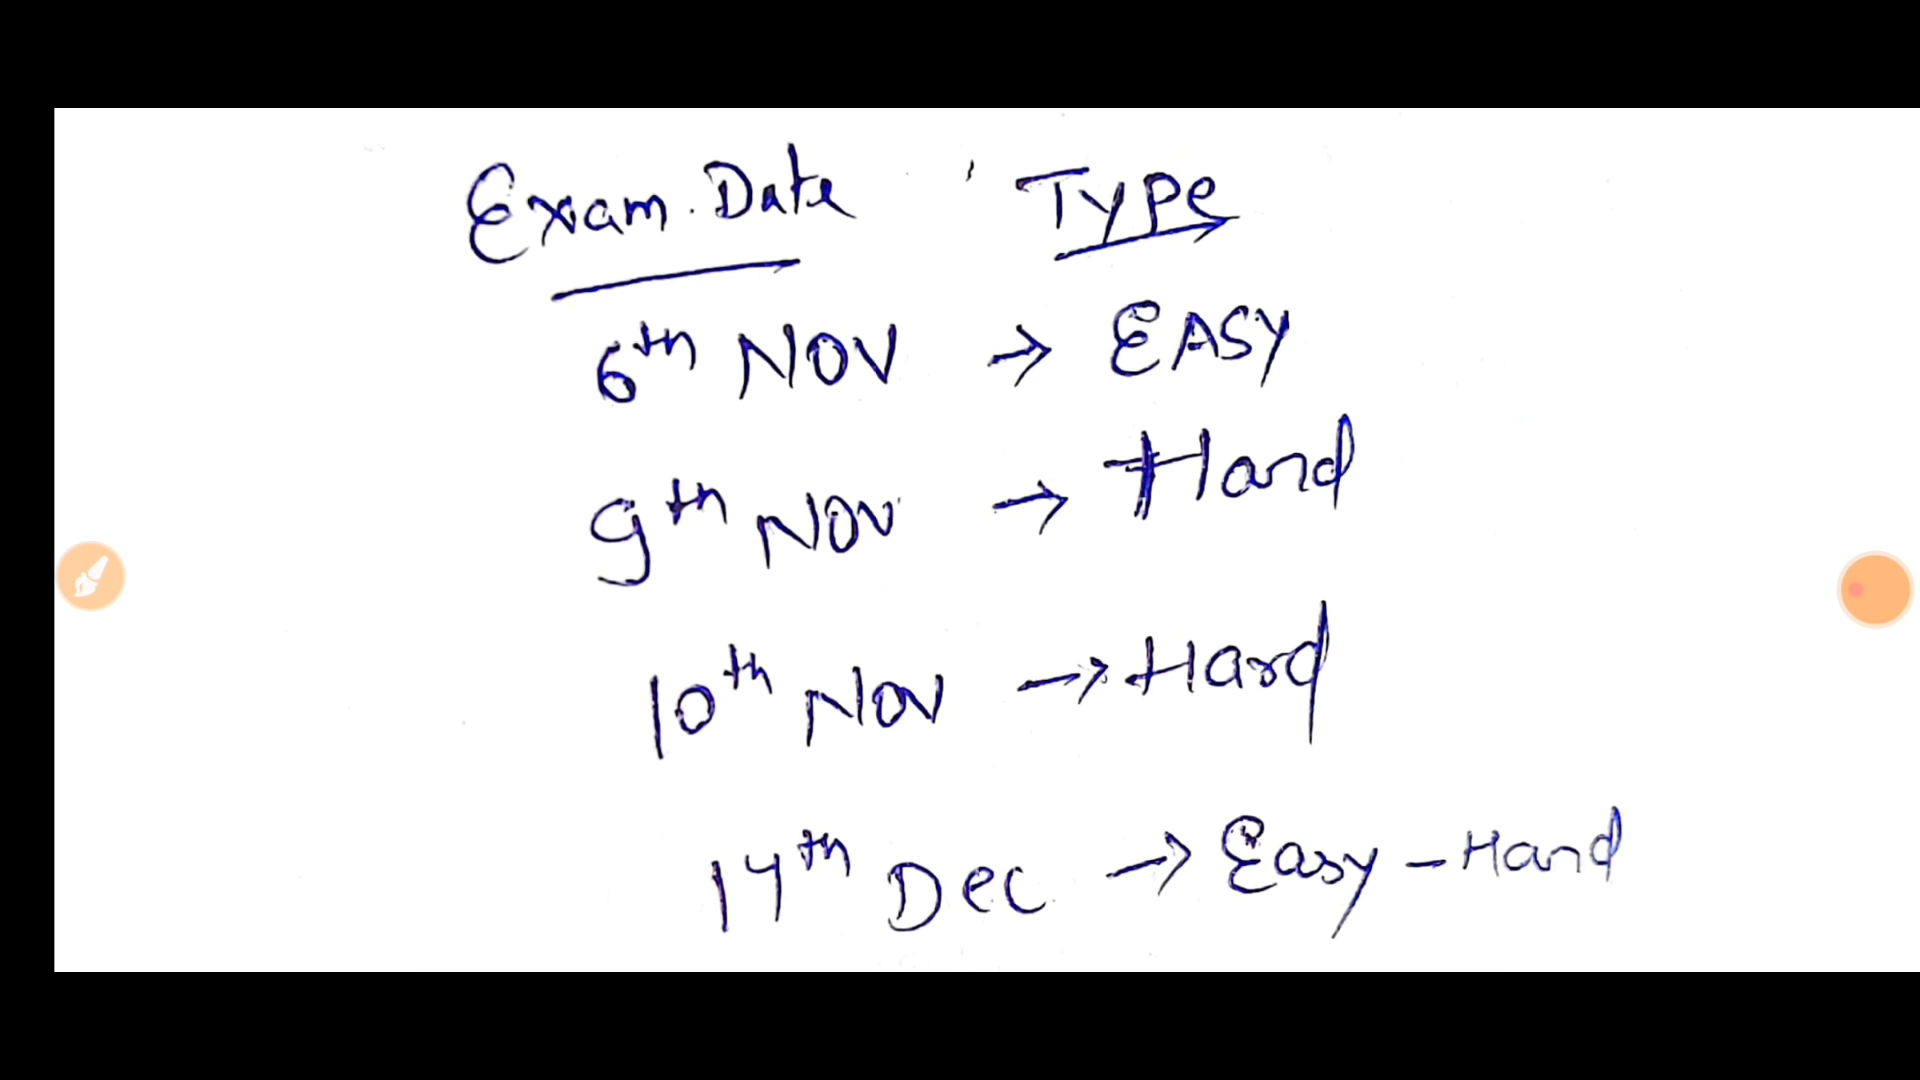 Exam. Date Type
6th NOV → EASY
9th NOV → Hard
10th NOV → Hard
14th Dec → Easy - Hard